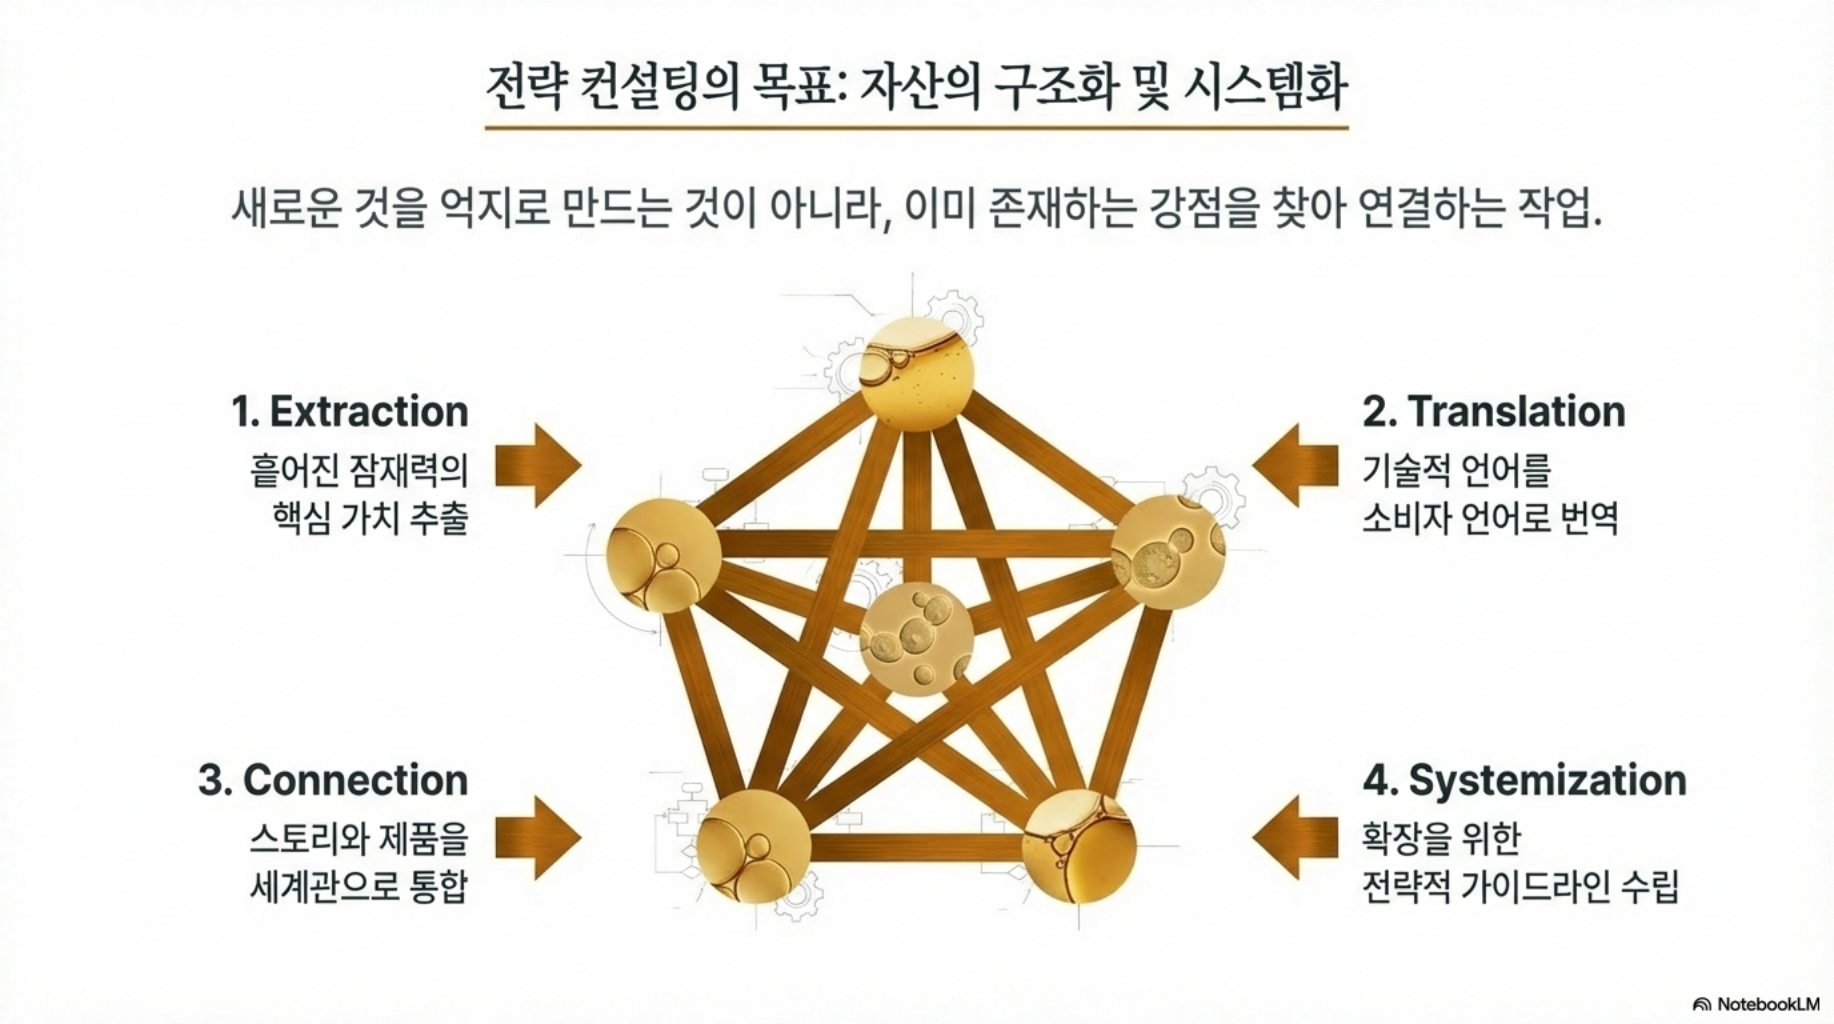 전략 컨설팅의 목표: 자산의 구조화 및 시스템화
새로운 것을 억지로 만드는 것이 아니라, 이미 존재하는 강점을 찾아 연결하는 작업.
1. Extraction
흩어진 잠재력의
핵심 가치 추출
2. Translation
기술적 언어를
소비자 언어로 번역
3. Connection
스토리와 제품을
세계관으로 통합
4. Systemization
확장을 위한
전략적 가이드라인 수립
NotebookLM